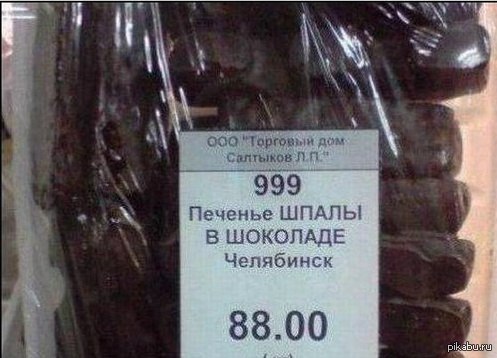 ООО "Торговый дом
Салтыков Л.П."
999
Печенье ШПАЛЫ
В ШОКОЛАДЕ
Челябинск
88.00
pikabu.ru